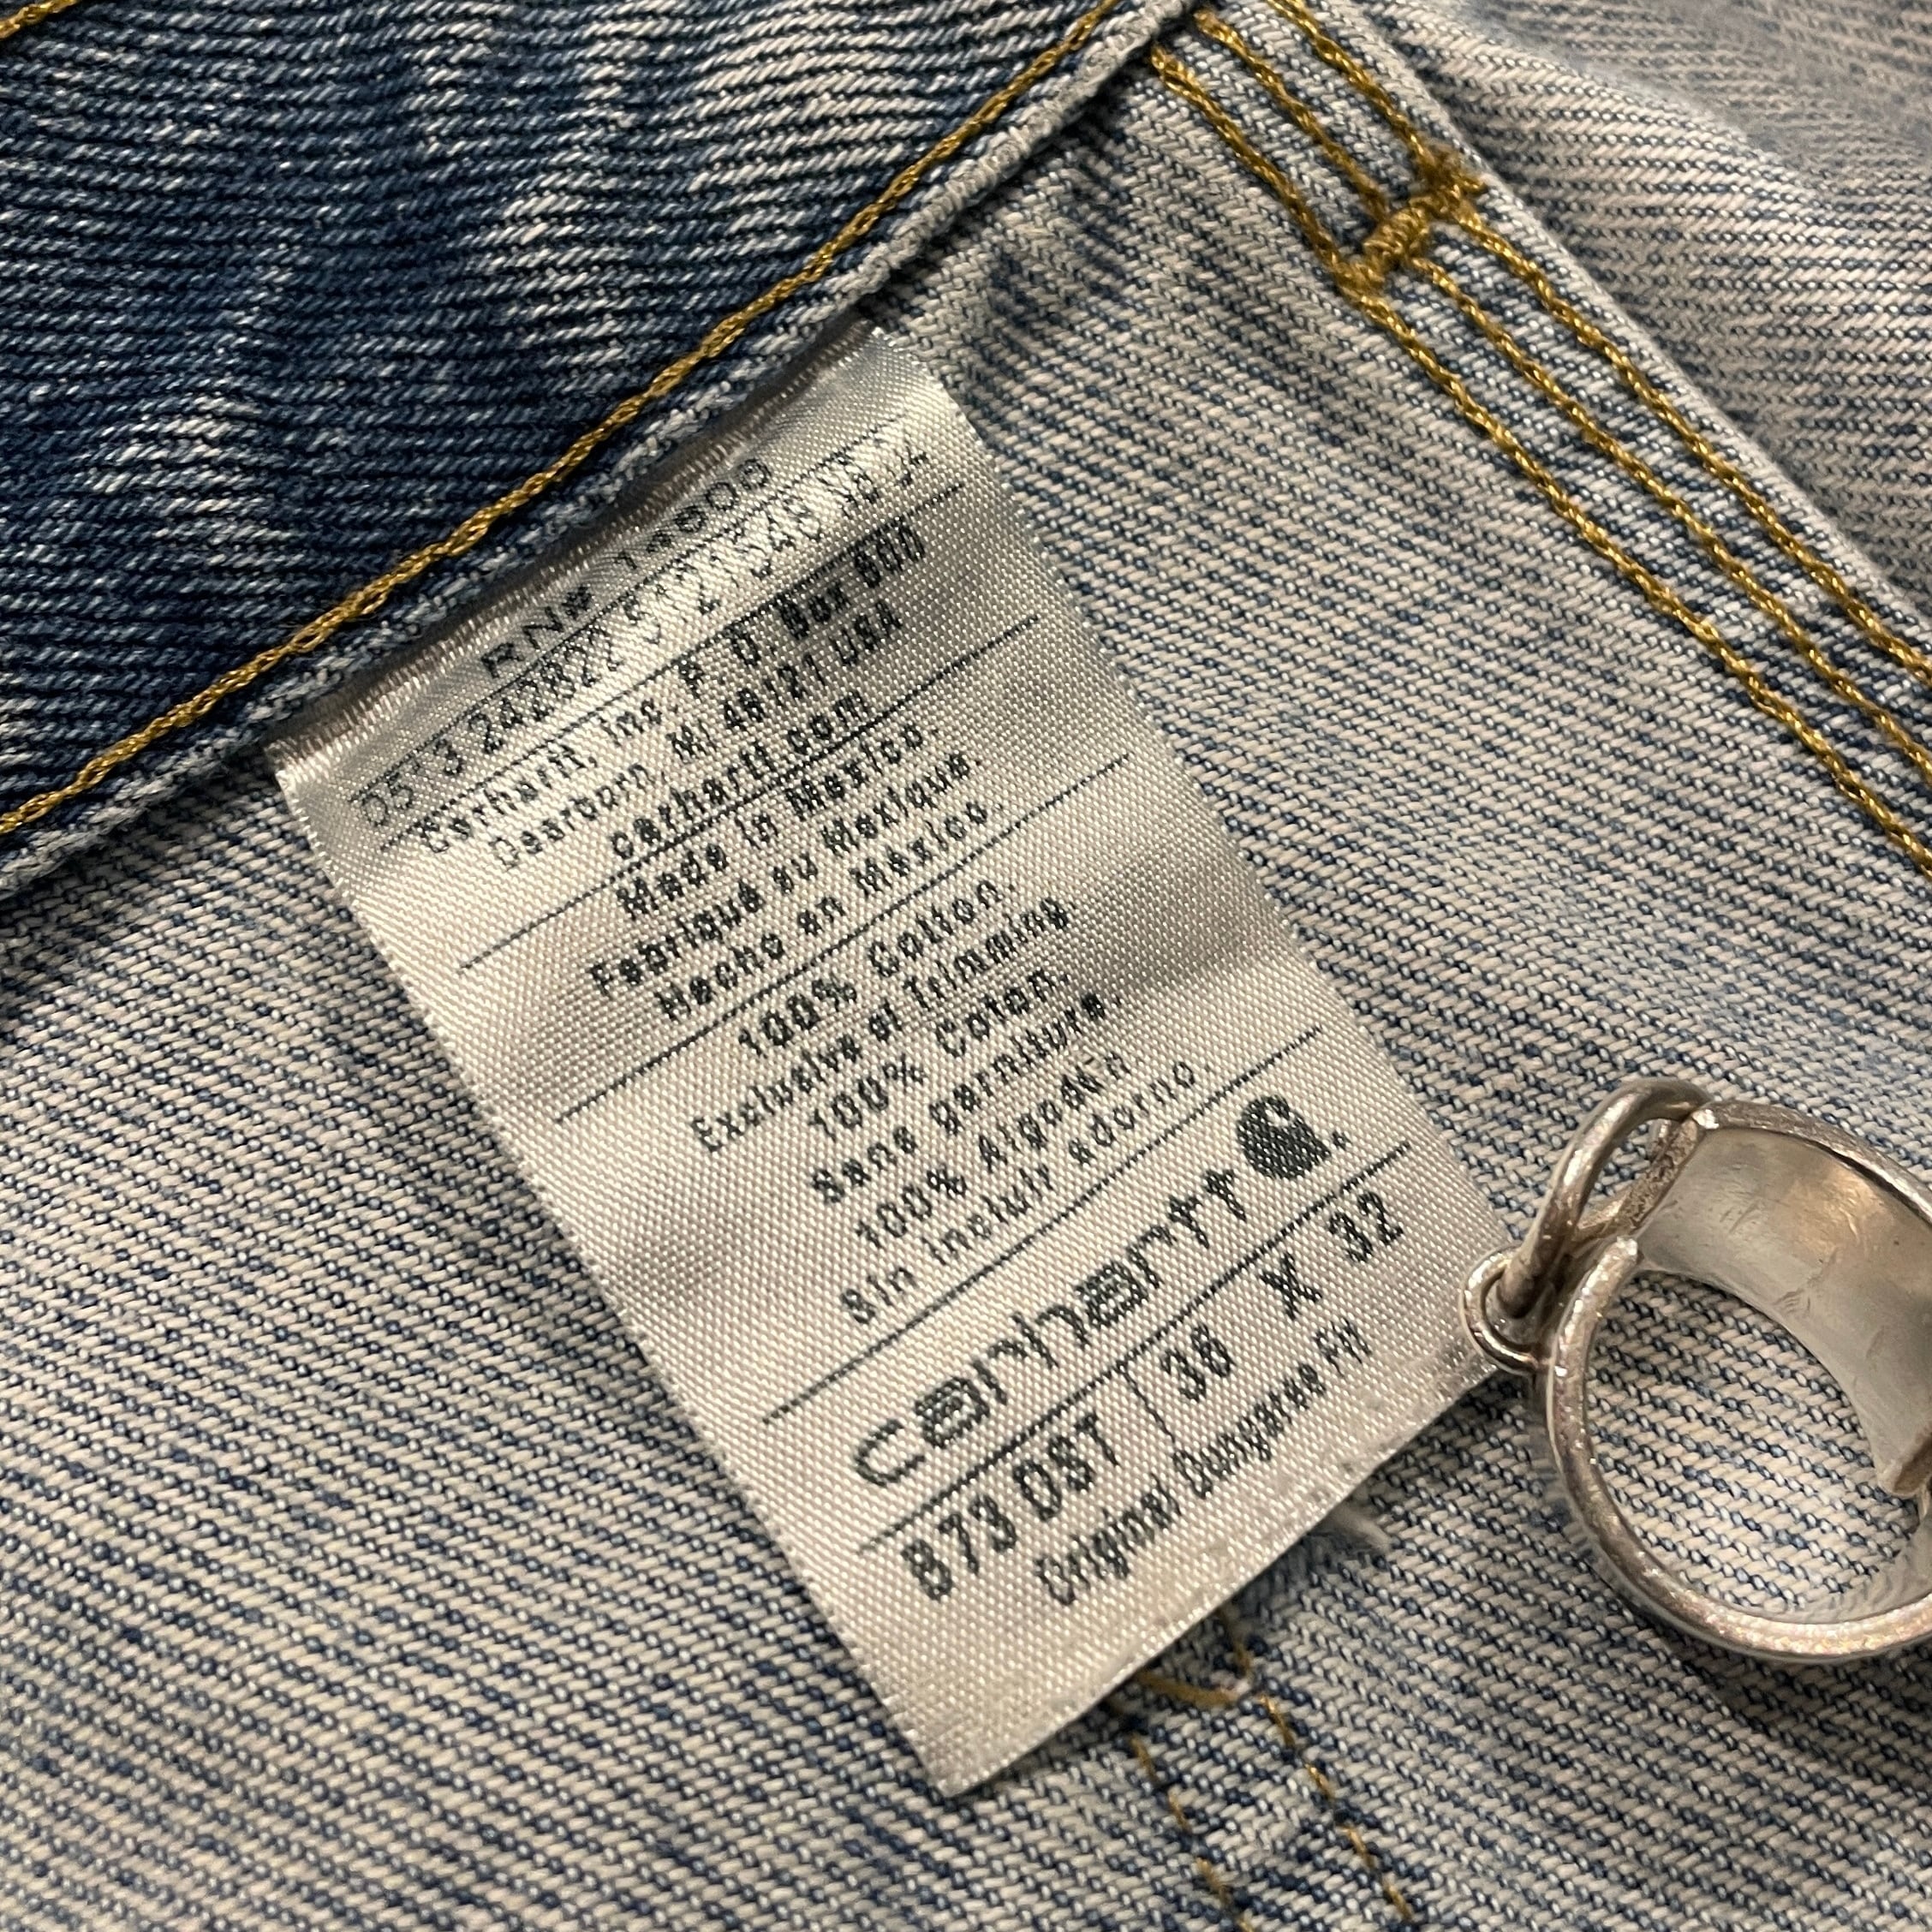 RN# 14806
Carhartt, Inc. P. O. Box 600
Dearborn, MI 48121 USA
carhartt.com
Made in Mexico
Fabriqué au Mexique.
Hecho en México.
100% Cotton.
Exclusive of Trimming
100% Coton.
Sans garniture.
100% Algodón
Sin incluir adorno
carhartt
B73 DST 36 X 32
Original Dungaree Fit